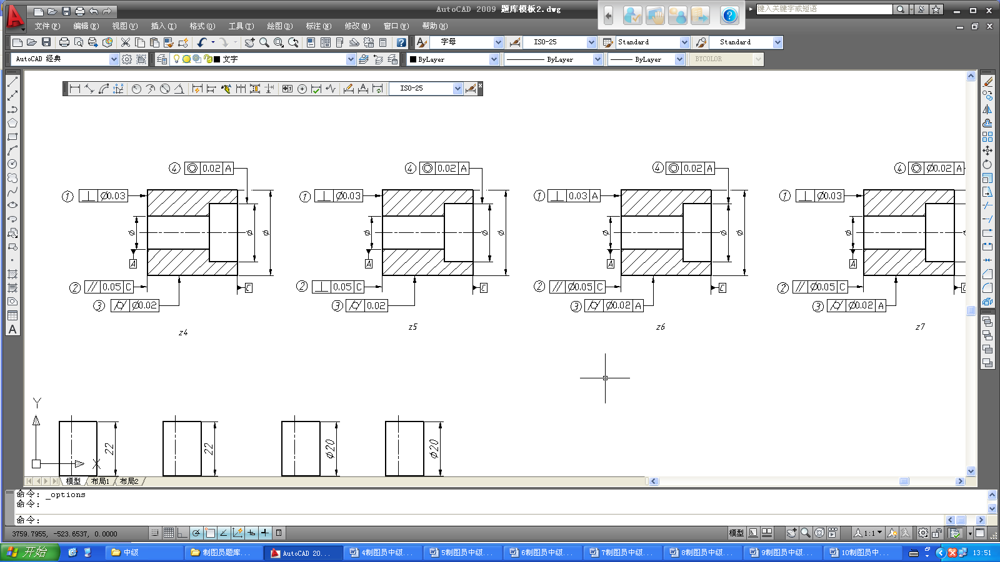 AutoCAD 2009 题库模板2.dwg
键入关键字或短语
文件(F) 编辑(E) 视图(V) 插入(I) 格式(O) 工具(T) 绘图(D) 标注(N) 修改(M) 窗口(W) 帮助(H)
字母 ISO-25 Standard Standard
AutoCAD 经典 文字 ByLayer ByLayer ByLayer BYCOLOR
ISO-25
4 0.02 A 4 0.02 A 4 0.02 A 4 Ø0.02 A
1 Ø0.03 1 Ø0.03 1 0.03 A 1 Ø0.03
Ø Ø Ø Ø Ø Ø Ø Ø Ø Ø
A A A A
2 0.05 C C 2 0.05 C C 2 Ø0.05 C C 2 Ø0.05 C
3 Ø0.02 3 0.02 3 Ø0.02 A 3 Ø0.02 A
z4 z5 z6 z7
Y
22 22 Ø20 Ø20
X
模型 布局1 布局2
命令: _options
命令:
命令:
3759.7955, -523.6537, 0.0000 模型 1:1
开始 中级 制图员题库... AutoCAD 20... 4制图员中级... 5制图员中级... 6制图员中级... 7制图员中级... 8制图员中级... 9制图员中级... 10制图员中... 13:51